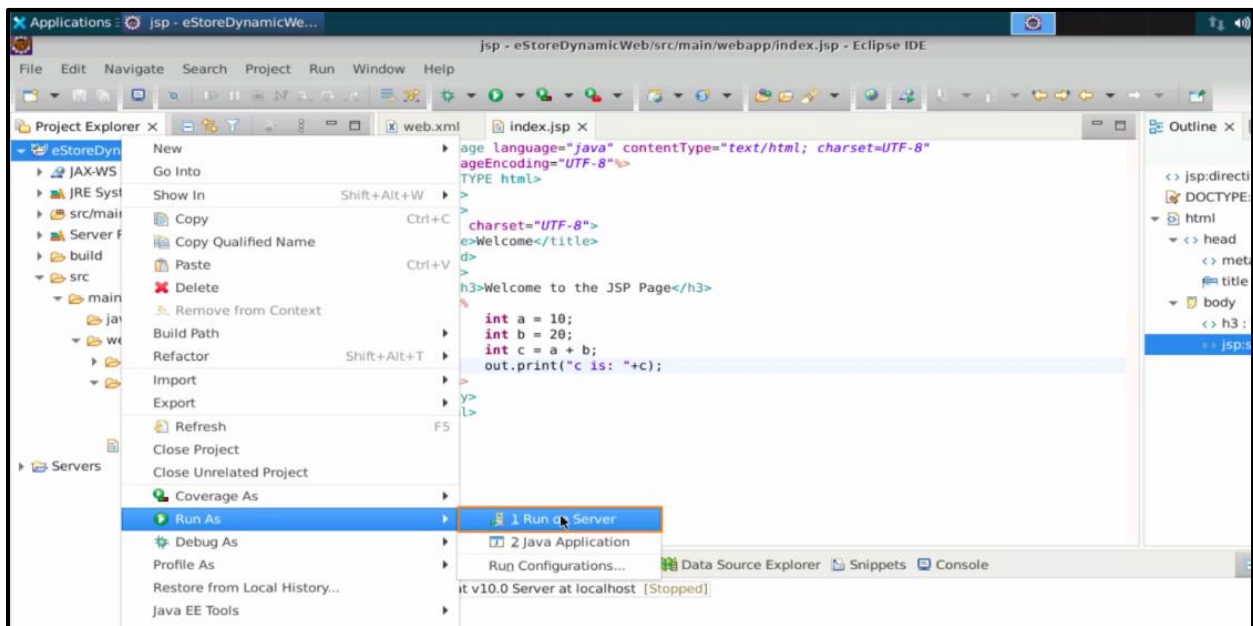 Applications
jsp - eStoreDynamicWe...
jsp - eStoreDynamicWeb/src/main/webapp/index.jsp - Eclipse IDE
File Edit Navigate Search Project Run Window Help
Project Explorer
web.xml
index.jsp
Outline
eStoreDyn
JAX-WS
JRE Syst
src/mai
Server
build
src
main
New
Go Into
Show In Shift+Alt+W
Copy Ctrl+C
Copy Qualified Name
Paste Ctrl+V
Delete
Remove from Context
Build Path
Refactor Shift+Alt+T
Import
Export
Refresh F5
Close Project
Close Unrelated Project
Coverage As
Run As
Debug As
Profile As
Restore from Local History...
Java EE Tools
1 Run on Server
2 Java Application
Run Configurations...
age language="java" contentType="text/html; charset=UTF-8"
ageEncoding="UTF-8"%>
TYPE html>
>
>
charset="UTF-8">
e>Welcome</title>
d>
>
h3>Welcome to the JSP Page</h3>
%
int a = 10;
int b = 20;
int c = a + b;
out.print("c is: "+c);
>
y>
l>
jsp:directi
DOCTYPE:
html
head
meta
title
body
h3 :
jsp:s
Servers
Data Source Explorer Snippets Console
at v10.0 Server at localhost [Stopped]